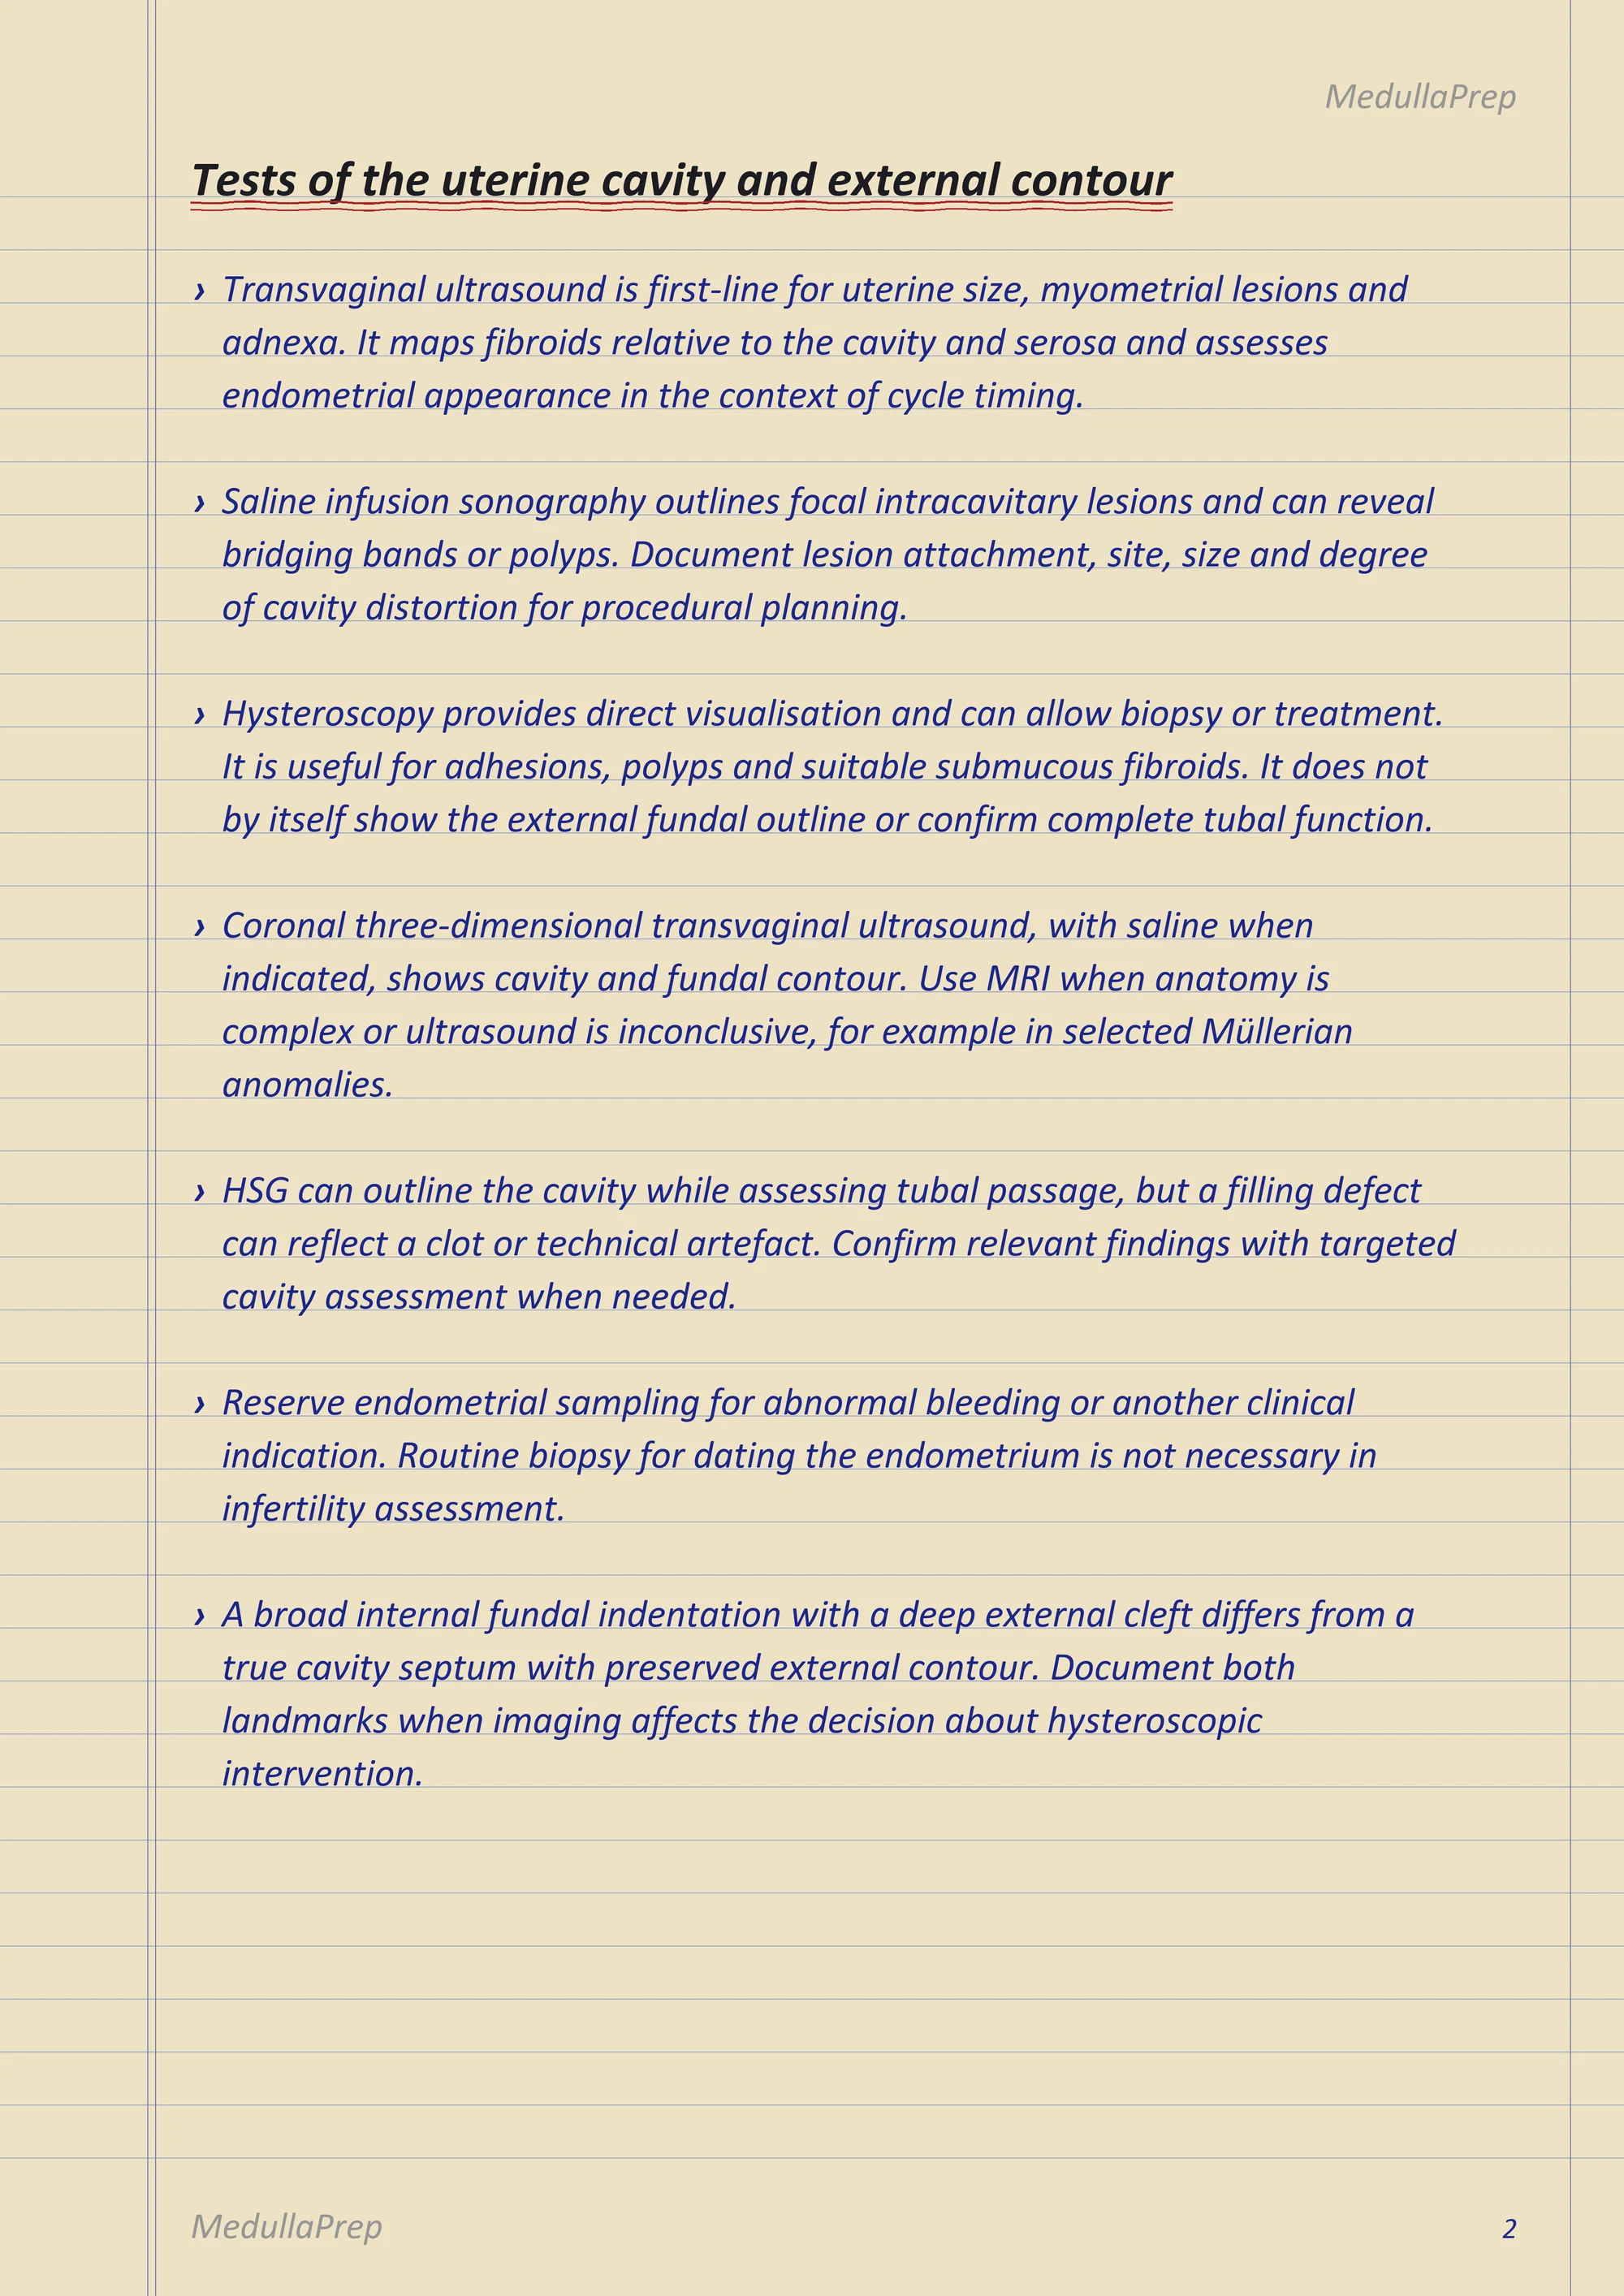 MedullaPrep
Tests of the uterine cavity and external contour
› Transvaginal ultrasound is first-line for uterine size, myometrial lesions and
adnexa. It maps fibroids relative to the cavity and serosa and assesses
endometrial appearance in the context of cycle timing.
› Saline infusion sonography outlines focal intracavitary lesions and can reveal
bridging bands or polyps. Document lesion attachment, site, size and degree
of cavity distortion for procedural planning.
› Hysteroscopy provides direct visualisation and can allow biopsy or treatment.
It is useful for adhesions, polyps and suitable submucous fibroids. It does not
by itself show the external fundal outline or confirm complete tubal function.
› Coronal three-dimensional transvaginal ultrasound, with saline when
indicated, shows cavity and fundal contour. Use MRI when anatomy is
complex or ultrasound is inconclusive, for example in selected Müllerian
anomalies.
› HSG can outline the cavity while assessing tubal passage, but a filling defect
can reflect a clot or technical artefact. Confirm relevant findings with targeted
cavity assessment when needed.
› Reserve endometrial sampling for abnormal bleeding or another clinical
indication. Routine biopsy for dating the endometrium is not necessary in
infertility assessment.
› A broad internal fundal indentation with a deep external cleft differs from a
true cavity septum with preserved external contour. Document both
landmarks when imaging affects the decision about hysteroscopic
intervention.
MedullaPrep
2